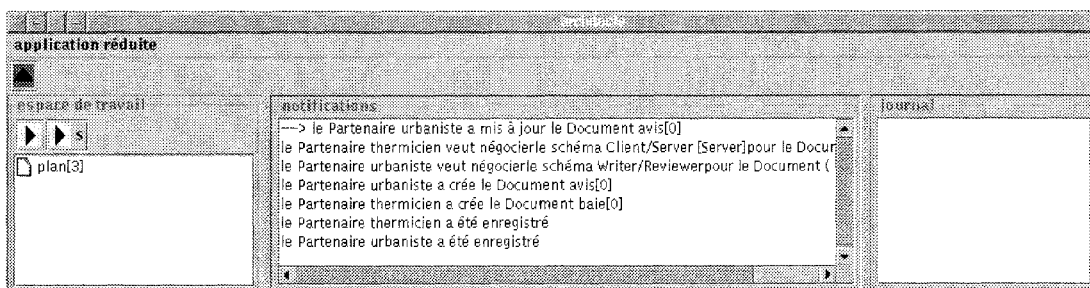 architecte
application réduite
espace de travail
notifications
journal
s
plan[3]
---> le Partenaire urbaniste a mis à jour le Document avis[0]
le Partenaire thermicien veut négocierle schéma Client/Server [Server]pour le Docur
le Partenaire urbaniste veut négocierle schéma Writer/Reviewerpour le Document (
le Partenaire urbaniste a crée le Document avis[0]
le Partenaire thermicien a crée le Document baie[0]
le Partenaire thermicien a été enregistré
le Partenaire urbaniste a été enregistré